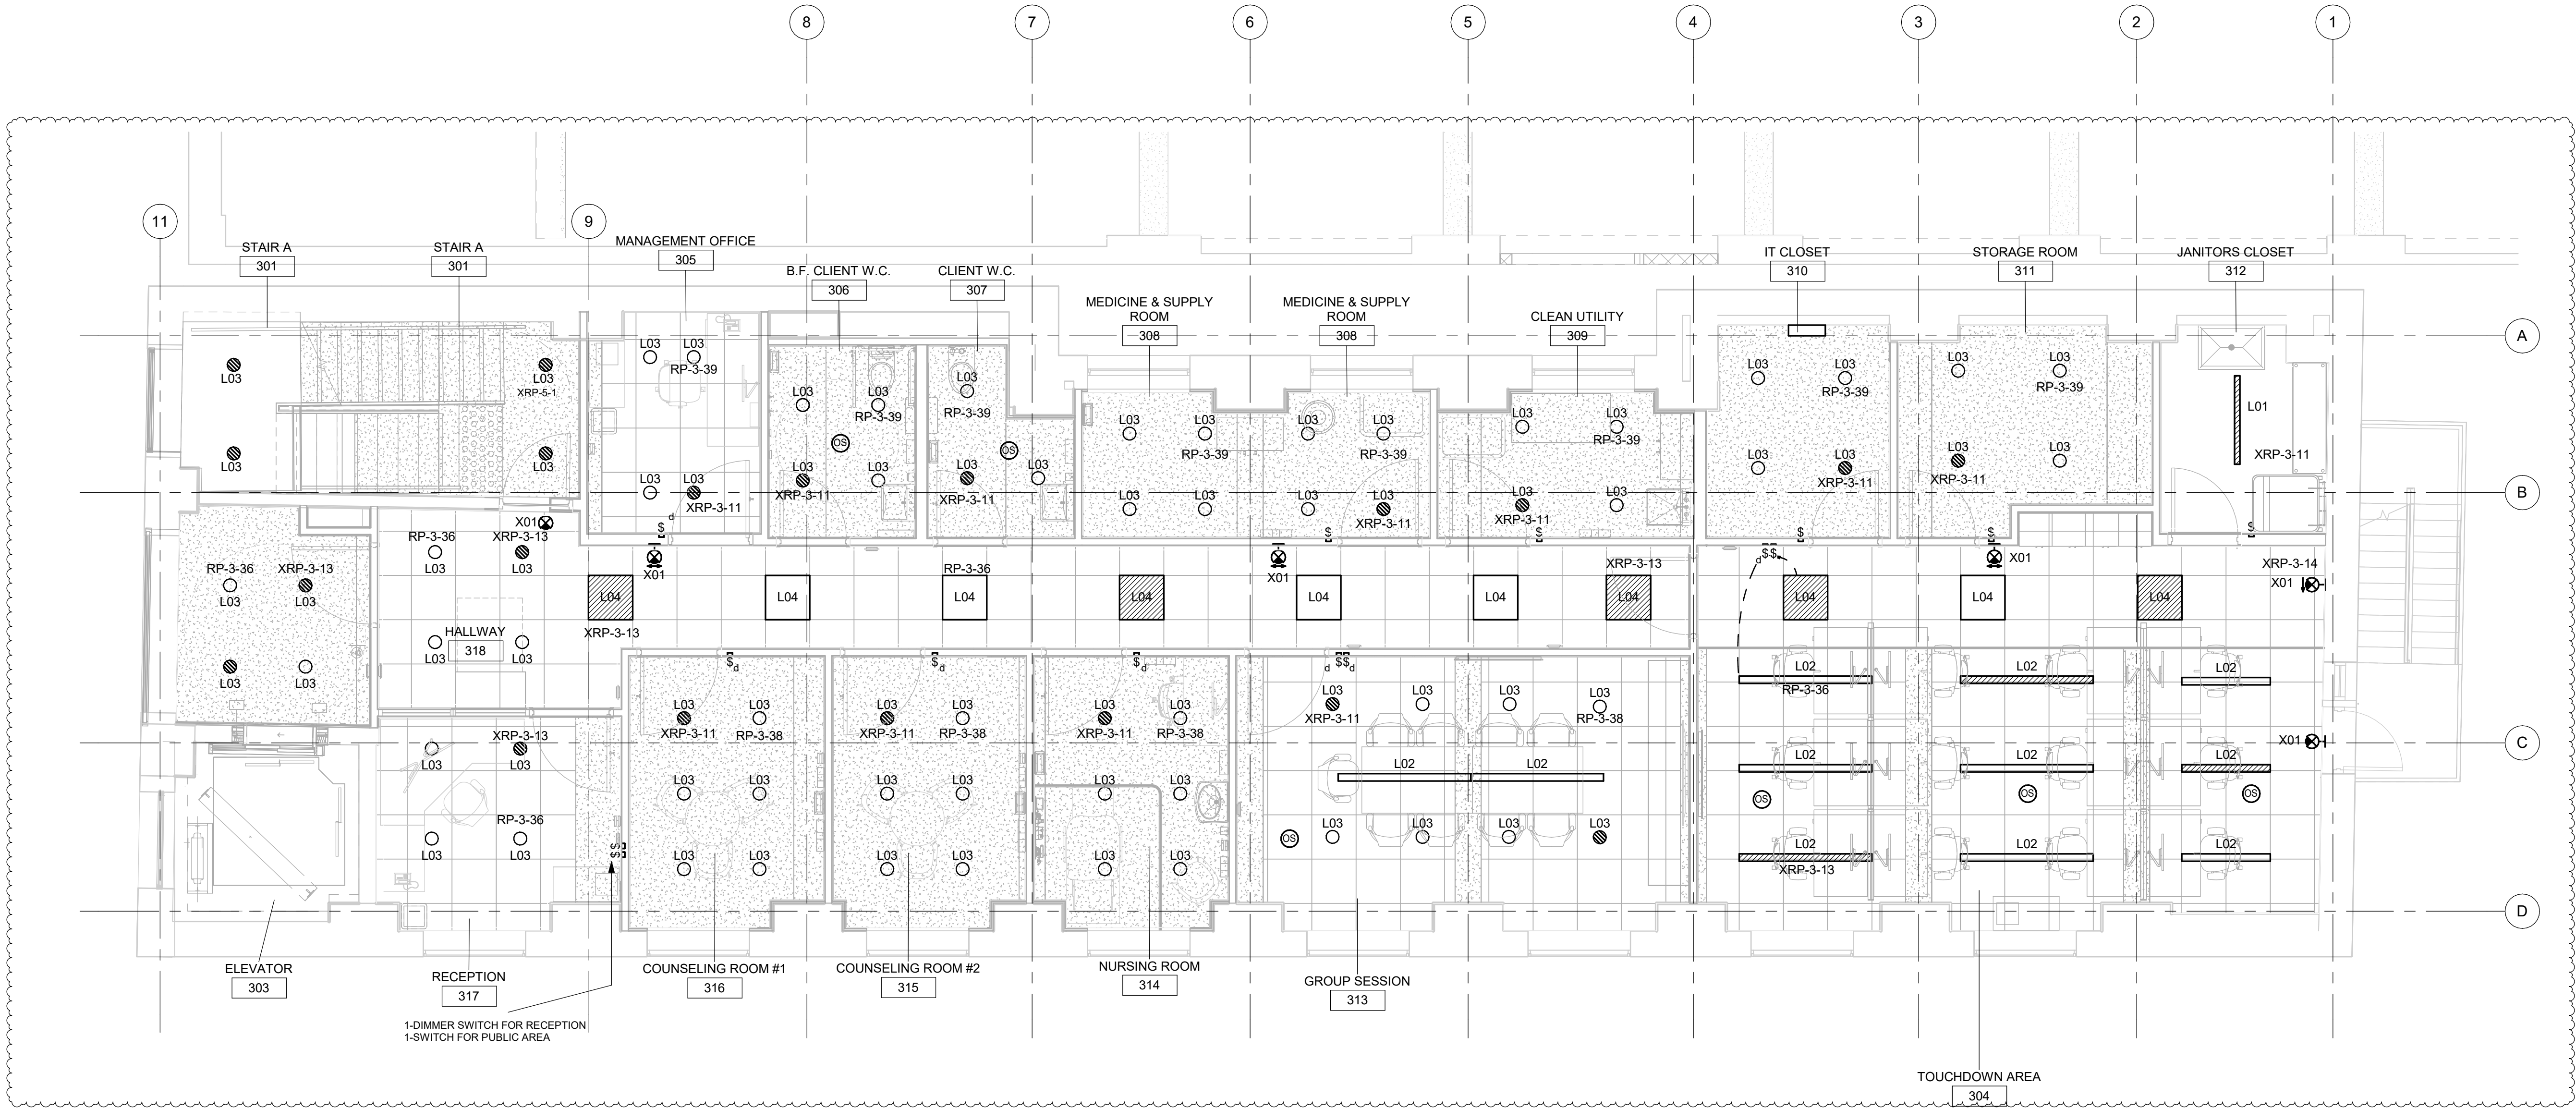 8 7 6 5 4 3 2 1
11 9
STAIR A
301
STAIR A
301
MANAGEMENT OFFICE
305
B.F. CLIENT W.C.
306
CLIENT W.C.
307
MEDICINE & SUPPLY
ROOM
308
MEDICINE & SUPPLY
ROOM
308
CLEAN UTILITY
309
IT CLOSET
310
STORAGE ROOM
311
JANITORS CLOSET
312
A
L03
L03
XRP-5-1
L03
L03
L03 L03
RP-3-39
L03 L03
XRP-3-11
d
$
L03 L03
RP-3-39
OS
L03 L03
XRP-3-11
L03
RP-3-39
OS
L03 L03
XRP-3-11
L03 L03
RP-3-39
L03 L03
L03 L03
RP-3-39
L03 L03
XRP-3-11
$
L03 L03
RP-3-39
L03 L03
XRP-3-11
$
L03 L03
RP-3-39
L03 L03
XRP-3-11
$
L03 L03
RP-3-39
L03 L03
XRP-3-11
$
L01
XRP-3-11
$
B
X01
RP-3-36 XRP-3-13
L03 L03
RP-3-36 XRP-3-13
L03 L03
L03 L03
L03 L03
HALLWAY
318
X01
RP-3-36
X01
XRP-3-13
d$$
X01
XRP-3-14
X01
L04 L04 L04 L04 L04 L04 L04 L04 L04 L04
XRP-3-13
$d $d $d d$$d
XRP-3-13
L03 L03
RP-3-36
L03 L03
$$
L03 L03
XRP-3-11 RP-3-38
L03 L03
L03 L03
L03 L03
XRP-3-11 RP-3-38
L03 L03
L03 L03
L03 L03
XRP-3-11 RP-3-38
L03 L03
L03 L03
L03 L03 L03 L03
XRP-3-11 RP-3-38
L02 L02
OS
L03 L03 L03 L03
L02 L02 L02
RP-3-36
X01
C
L02 L02 L02
OS OS OS
L02 L02 L02
XRP-3-13
D
ELEVATOR
303
RECEPTION
317
COUNSELING ROOM #1
316
COUNSELING ROOM #2
315
NURSING ROOM
314
GROUP SESSION
313
1-DIMMER SWITCH FOR RECEPTION
1-SWITCH FOR PUBLIC AREA
TOUCHDOWN AREA
304